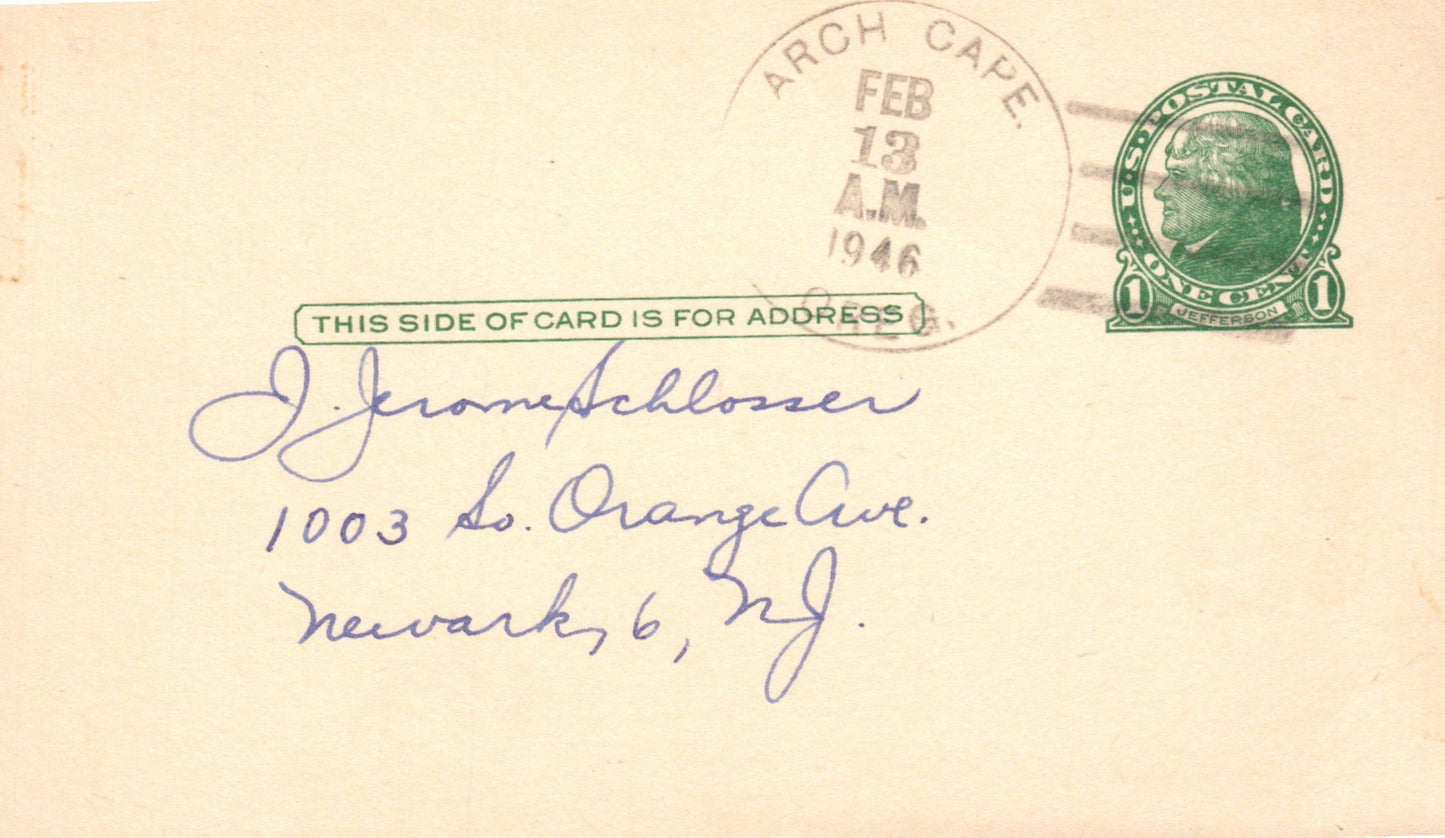 ARCH CAPE.
FEB
13
A.M.
1946
OREG.
U.S. POSTAL CARD
ONE CENT
1 JEFFERSON 1
THIS SIDE OF CARD IS FOR ADDRESS
J. Jerome Schlosser
1003 So. Orange Ave.
Newark, 6, N.J.